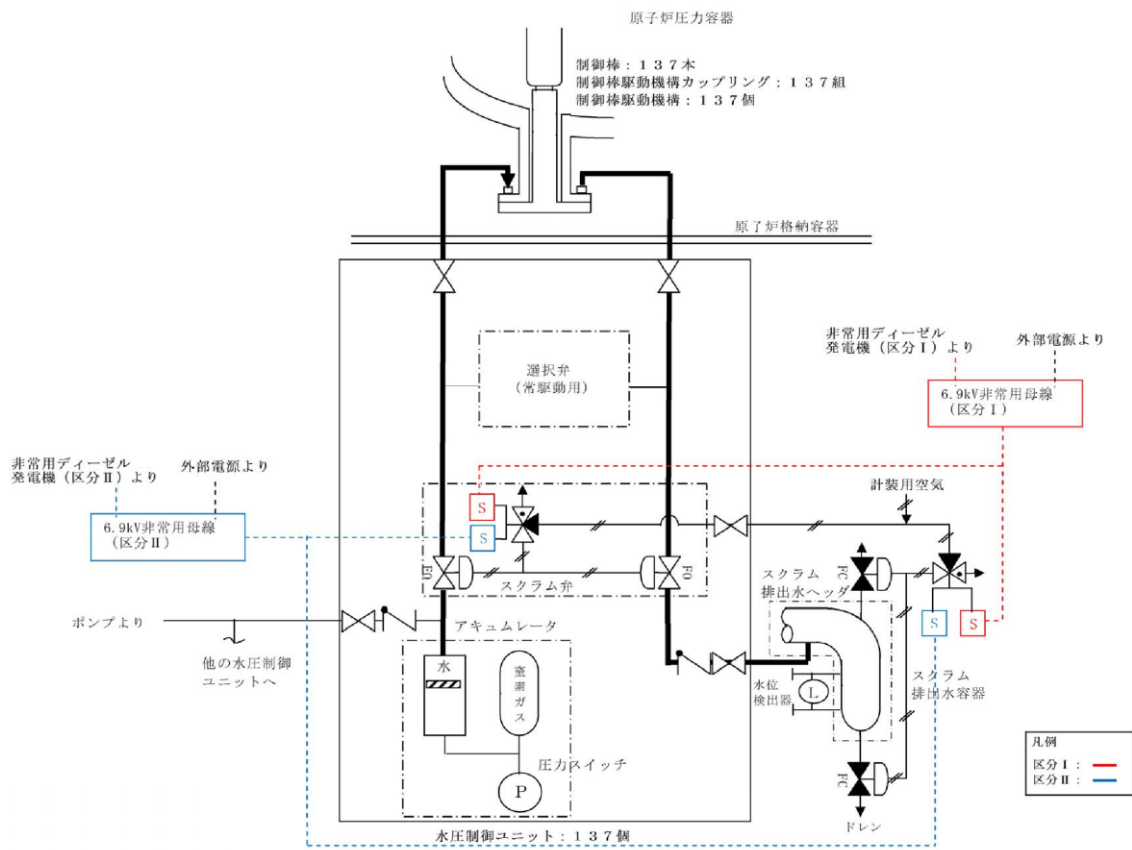 原子炉圧力容器
制御棒：１３７本
制御棒駆動機構カップリング：１３７組
制御棒駆動機構：１３７個
原子炉格納容器
選択弁
（常駆動用）
非常用ディーゼル
発電機（区分Ⅰ）より
外部電源より
6.9kV非常用母線
（区分Ⅰ）
非常用ディーゼル
発電機（区分Ⅱ）より
外部電源より
6.9kV非常用母線
（区分Ⅱ）
S
S
計装用空気
FO
FO
スクラム弁
スクラム
排出水ヘッダ
FC
ポンプより
他の水圧制御
ユニットへ
アキュムレータ
水
窒素ガス
圧力スイッチ
P
水位
検出器
L
S
S
スクラム
排出水容器
FC
ドレン
水圧制御ユニット：１３７個
凡例
区分Ⅰ：
区分Ⅱ：